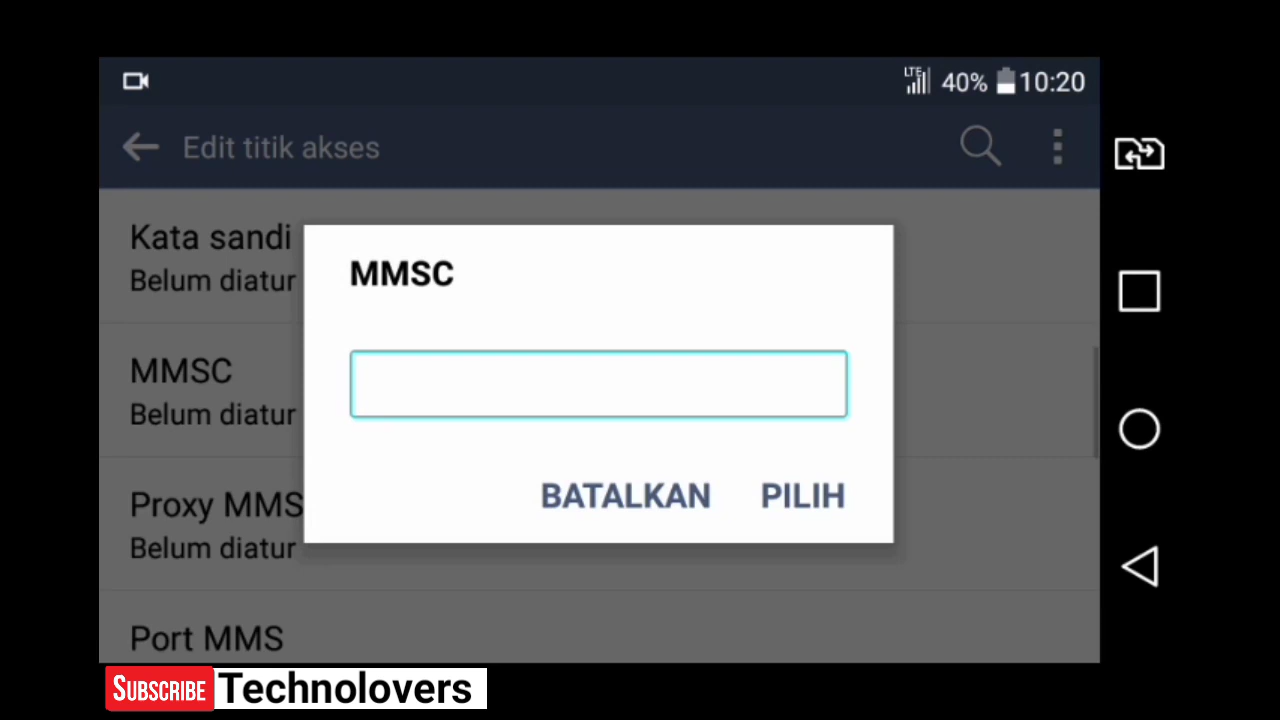 LTE 40% 10:20
Edit titik akses
Kata sandi
Belum diatur
MMSC
Belum diatur
Proxy MMS
Belum diatur
Port MMS
MMSC
BATALKAN PILIH
SUBSCRIBE Technolovers